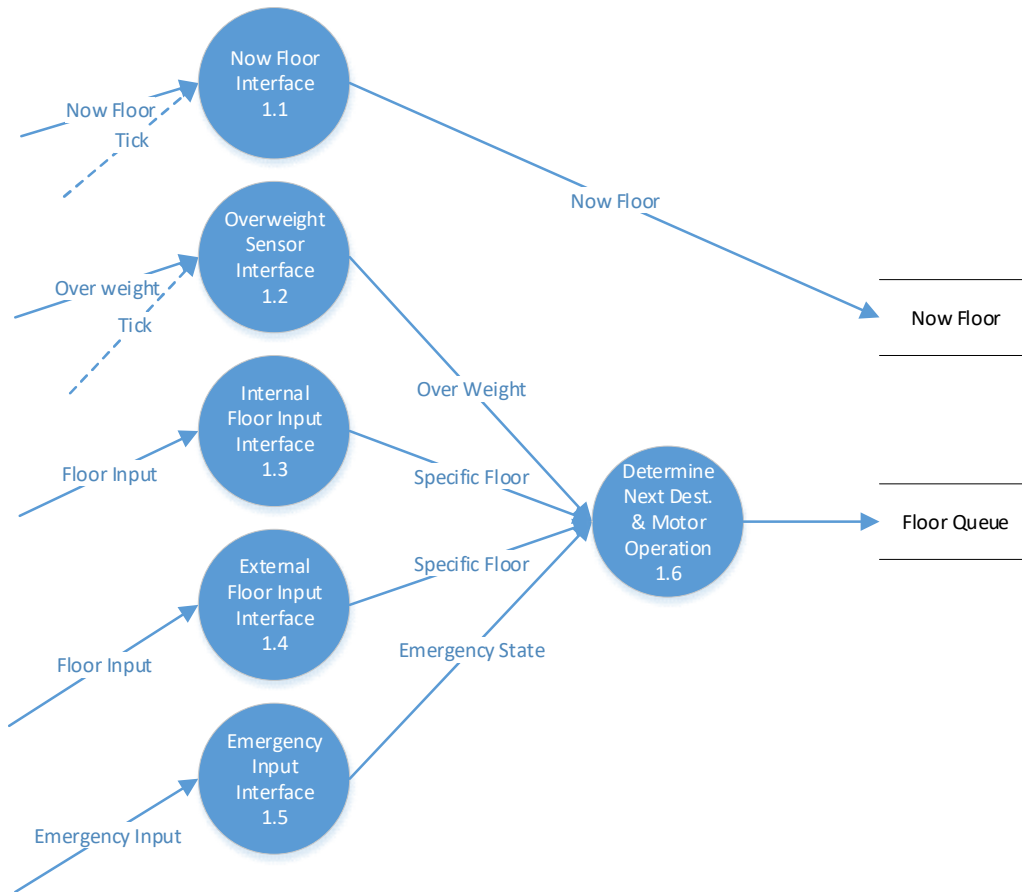 Now Floor
Interface
1.1
Now Floor
Tick
Now Floor
Overweight
Sensor
Interface
1.2
Over weight
Tick
Now Floor
Over Weight
Internal
Floor Input
Interface
1.3
Floor Input
Specific Floor
Determine
Next Dest.
& Motor
Operation
1.6
Floor Queue
External
Floor Input
Interface
1.4
Specific Floor
Floor Input
Emergency State
Emergency
Input
Interface
1.5
Emergency Input